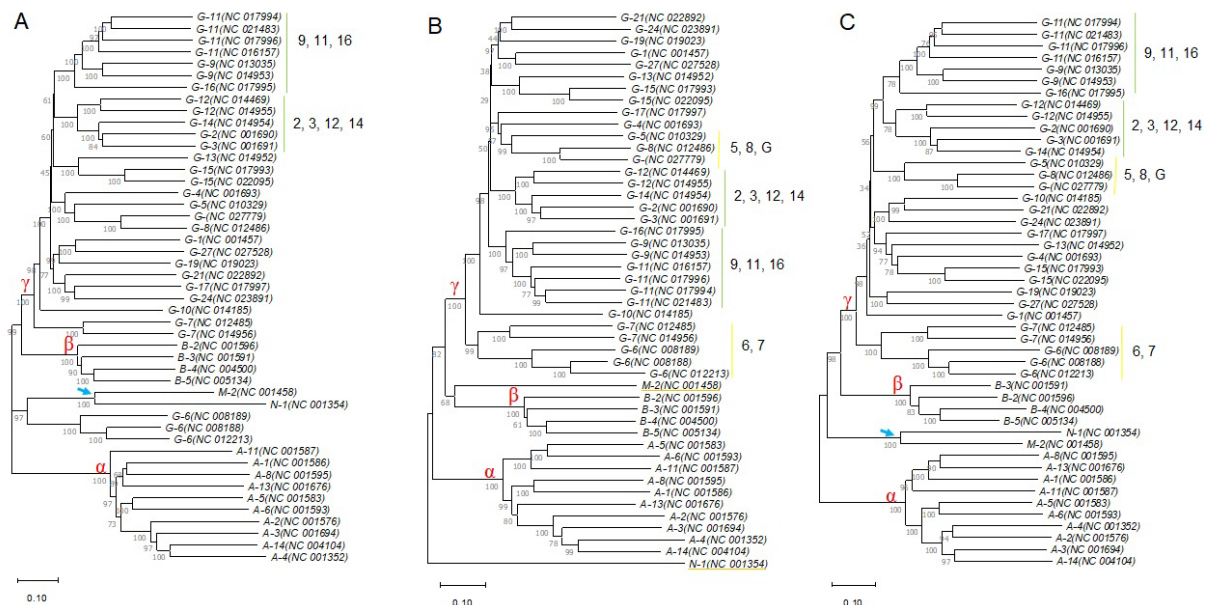 A
G-11(NC 017994)
G-11(NC 021483)
G-11(NC 017996)
G-11(NC 016157)
G-9(NC 013035)
G-9(NC 014953)
G-16(NC 017995)
9, 11, 16
G-12(NC 014469)
G-12(NC 014955)
G-14(NC 014954)
G-2(NC 001690)
G-3(NC 001691)
2, 3, 12, 14
G-13(NC 014952)
G-15(NC 017993)
G-15(NC 022095)
G-4(NC 001693)
G-5(NC 010329)
G-(NC 027779)
G-8(NC 012486)
G-1(NC 001457)
G-27(NC 027528)
G-19(NC 019023)
G-21(NC 022892)
G-17(NC 017997)
G-24(NC 023891)
G-10(NC 014185)
γ
G-7(NC 012485)
G-7(NC 014956)
β
B-2(NC 001596)
B-3(NC 001591)
B-4(NC 004500)
B-5(NC 005134)
M-2(NC 001458)
N-1(NC 001354)
G-6(NC 008189)
G-6(NC 008188)
G-6(NC 012213)
α
A-11(NC 001587)
A-1(NC 001586)
A-8(NC 001595)
A-13(NC 001676)
A-5(NC 001583)
A-6(NC 001593)
A-2(NC 001576)
A-3(NC 001694)
A-14(NC 004104)
A-4(NC 001352)
0.10
B
G-21(NC 022892)
G-24(NC 023891)
G-19(NC 019023)
G-1(NC 001457)
G-27(NC 027528)
G-13(NC 014952)
G-15(NC 017993)
G-15(NC 022095)
G-17(NC 017997)
G-4(NC 001693)
G-5(NC 010329)
G-8(NC 012486)
G-(NC 027779)
5, 8, G
G-12(NC 014469)
G-12(NC 014955)
G-14(NC 014954)
G-2(NC 001690)
G-3(NC 001691)
2, 3, 12, 14
G-16(NC 017995)
G-9(NC 013035)
G-9(NC 014953)
G-11(NC 016157)
G-11(NC 017996)
G-11(NC 017994)
G-11(NC 021483)
9, 11, 16
γ
G-10(NC 014185)
G-7(NC 012485)
G-7(NC 014956)
G-6(NC 008189)
G-6(NC 008188)
G-6(NC 012213)
6, 7
M-2(NC 001458)
β
B-2(NC 001596)
B-3(NC 001591)
B-4(NC 004500)
B-5(NC 005134)
α
A-5(NC 001583)
A-6(NC 001593)
A-11(NC 001587)
A-8(NC 001595)
A-1(NC 001586)
A-13(NC 001676)
A-2(NC 001576)
A-3(NC 001694)
A-4(NC 001352)
A-14(NC 004104)
N-1(NC 001354)
0.10
C
G-11(NC 017994)
G-11(NC 021483)
G-11(NC 017996)
G-11(NC 016157)
G-9(NC 013035)
G-9(NC 014953)
G-16(NC 017995)
9, 11, 16
G-12(NC 014469)
G-12(NC 014955)
G-2(NC 001690)
G-3(NC 001691)
G-14(NC 014954)
2, 3, 12, 14
G-5(NC 010329)
G-8(NC 012486)
G-(NC 027779)
5, 8, G
G-10(NC 014185)
G-21(NC 022892)
G-24(NC 023891)
G-17(NC 017997)
G-13(NC 014952)
G-4(NC 001693)
G-15(NC 017993)
G-15(NC 022095)
G-19(NC 019023)
G-27(NC 027528)
γ
G-1(NC 001457)
G-7(NC 012485)
G-7(NC 014956)
G-6(NC 008189)
G-6(NC 008188)
G-6(NC 012213)
6, 7
β
B-3(NC 001591)
B-2(NC 001596)
B-4(NC 004500)
B-5(NC 005134)
N-1(NC 001354)
M-2(NC 001458)
α
A-8(NC 001595)
A-13(NC 001676)
A-1(NC 001586)
A-11(NC 001587)
A-5(NC 001583)
A-6(NC 001593)
A-4(NC 001352)
A-2(NC 001576)
A-3(NC 001694)
A-14(NC 004104)
0.10